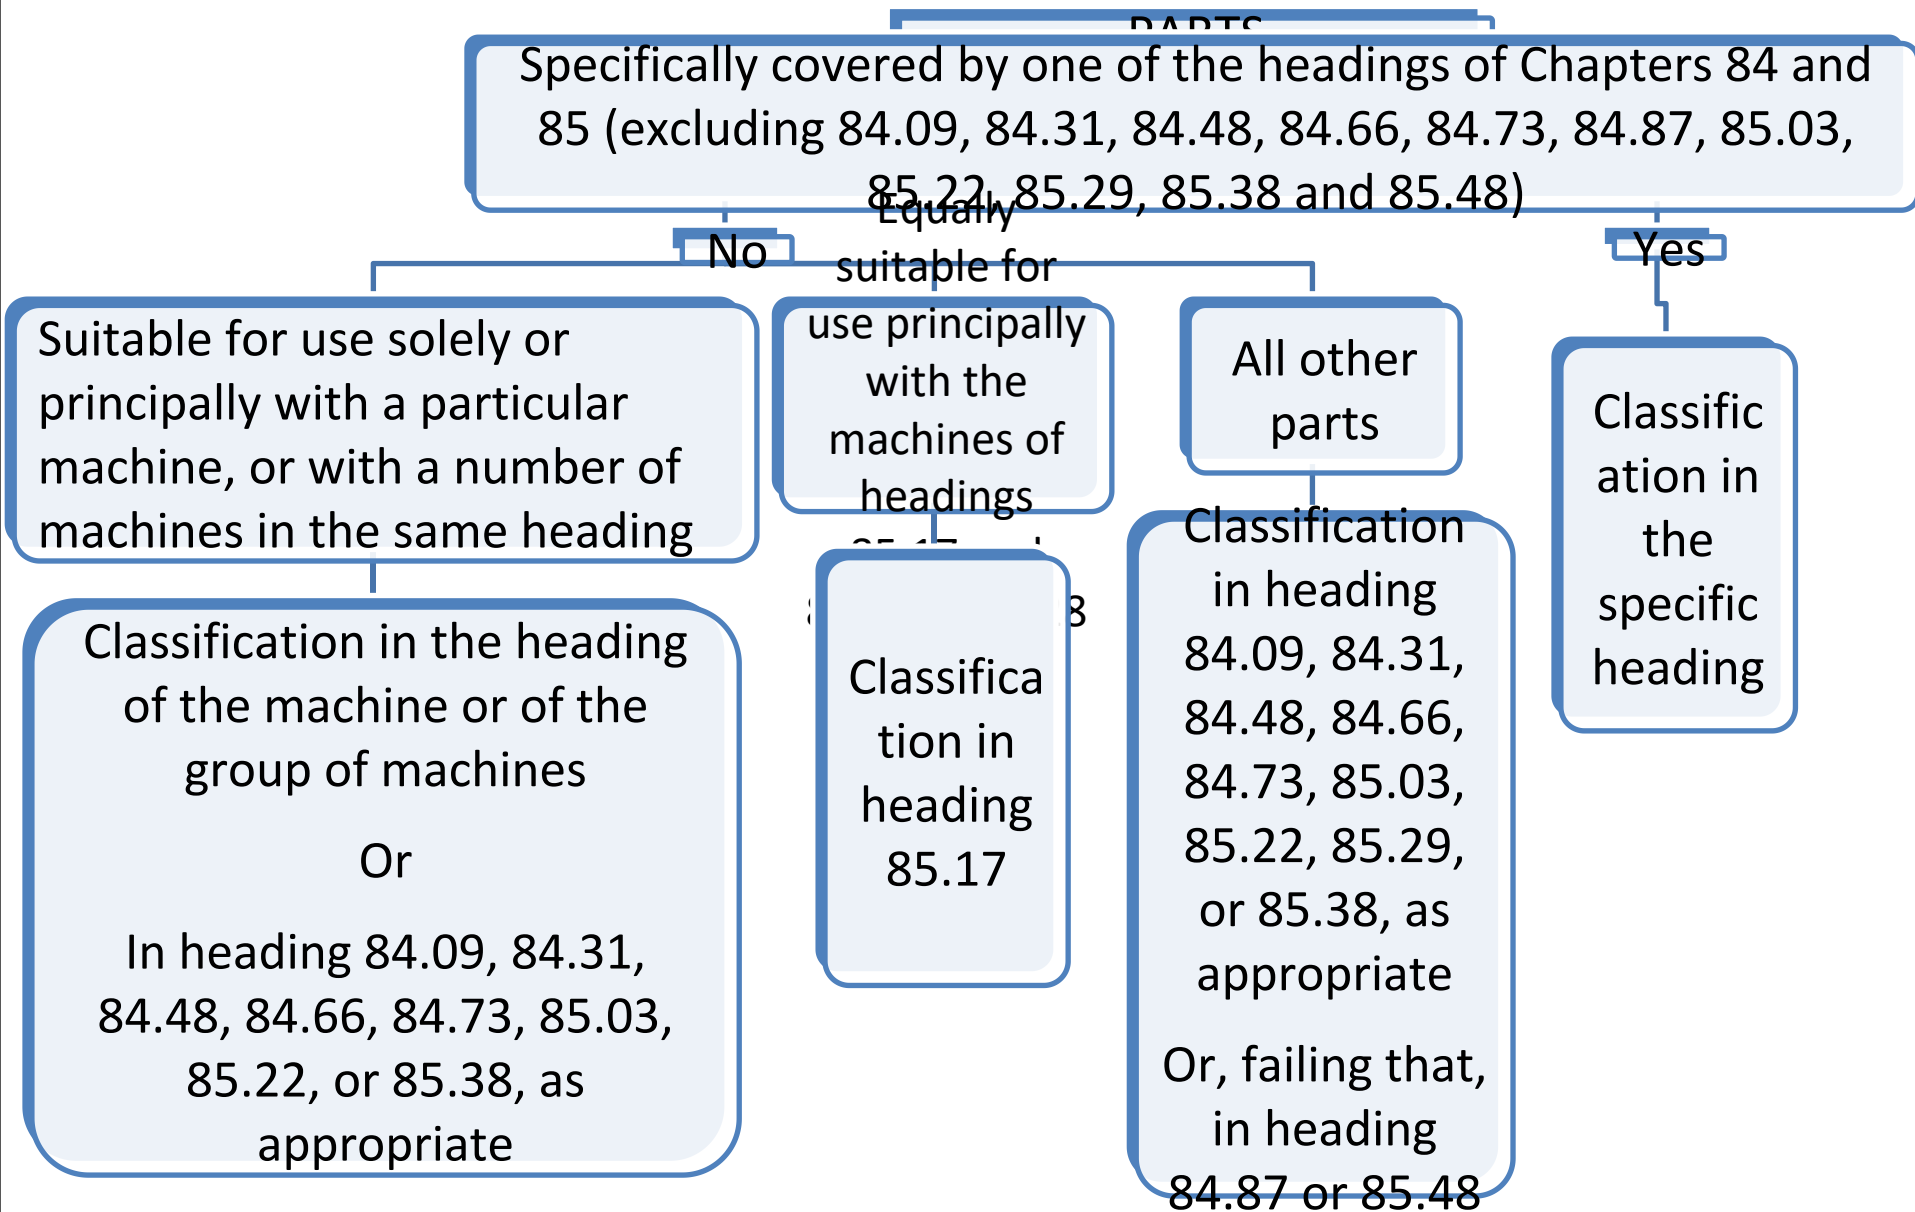 PARTS
Specifically covered by one of the headings of Chapters 84 and
85 (excluding 84.09, 84.31, 84.48, 84.66, 84.73, 84.87, 85.03,
85.22, 85.29, 85.38 and 85.48)
No
Yes
Suitable for use solely or
principally with a particular
machine, or with a number of
machines in the same heading
Classification in the heading
of the machine or of the
group of machines
Or
In heading 84.09, 84.31,
84.48, 84.66, 84.73, 85.03,
85.22, or 85.38, as
appropriate
Equally
suitable for
use principally
with the
machines of
headings
Classifica
tion in
heading
85.17
All other
parts
Classification
in heading
84.09, 84.31,
84.48, 84.66,
84.73, 85.03,
85.22, 85.29,
or 85.38, as
appropriate
Or, failing that,
in heading
84.87 or 85.48
Classific
ation in
the
specific
heading